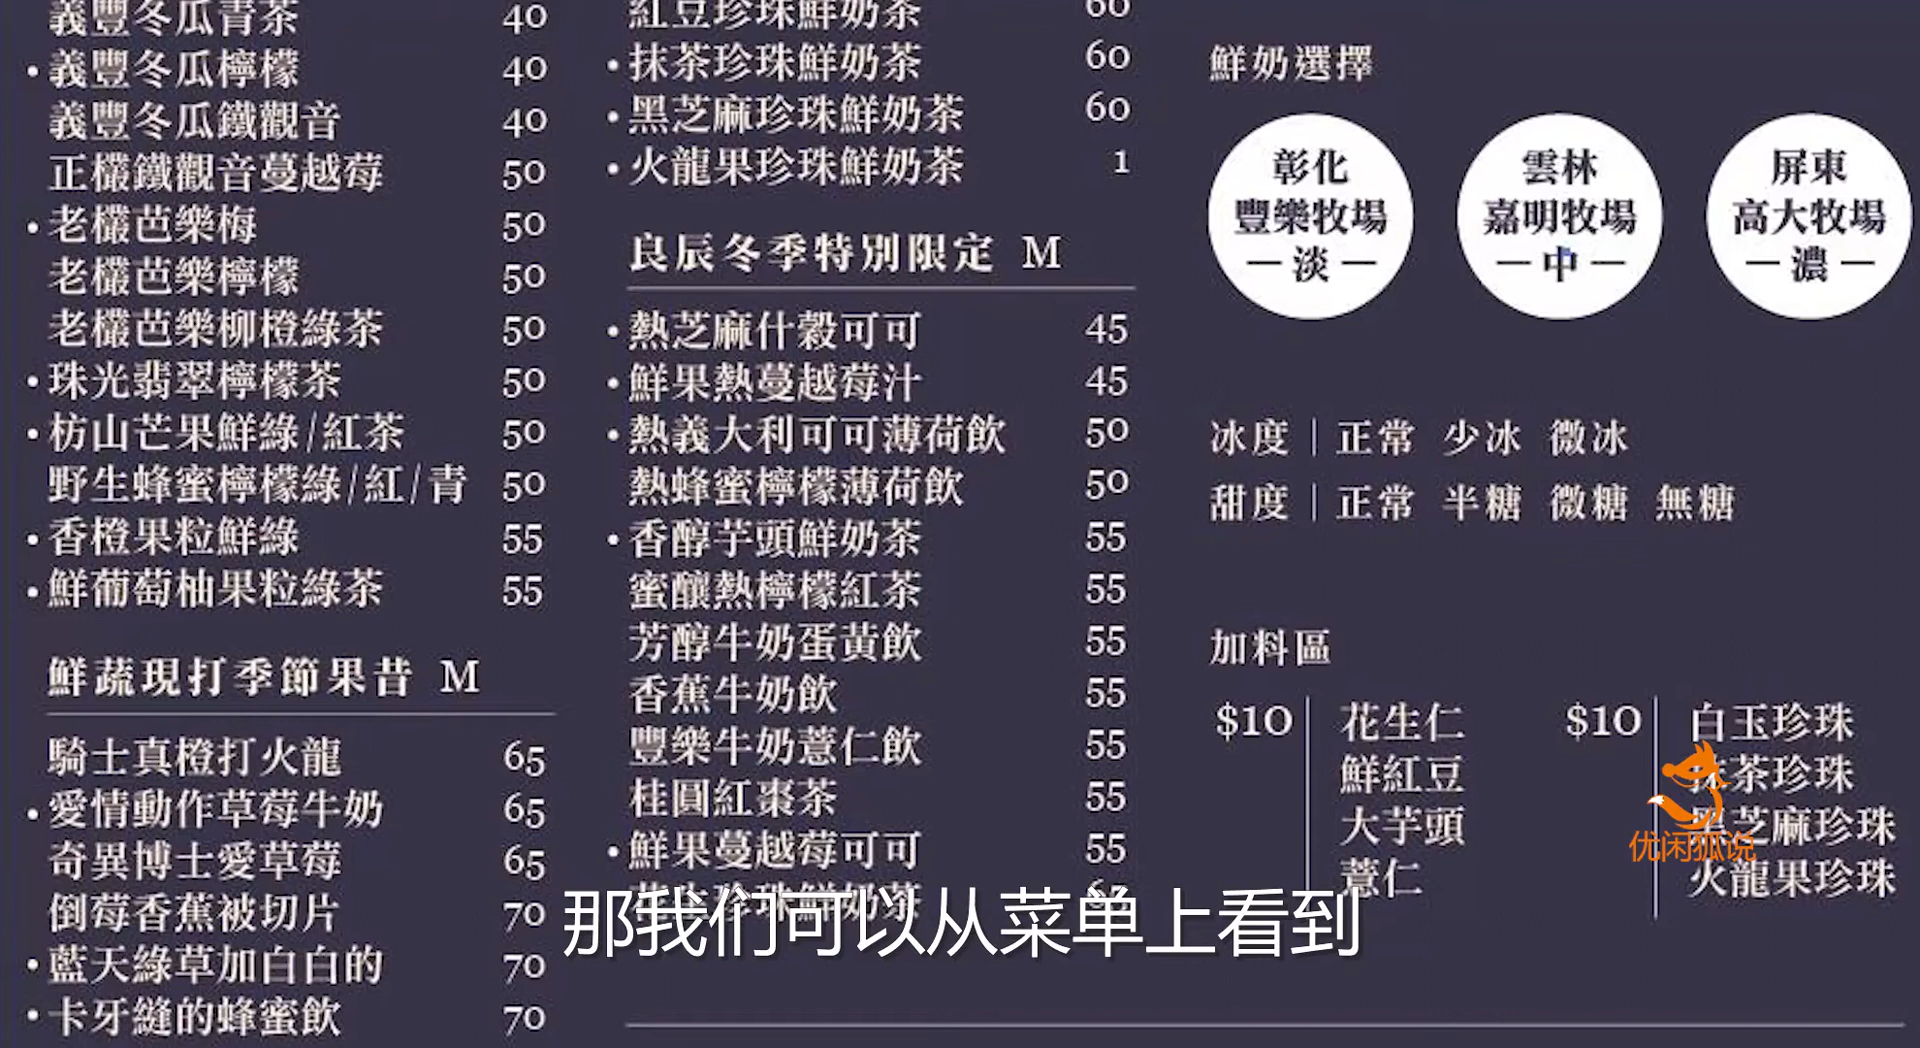 義豐冬瓜青茶 40
•義豐冬瓜檸檬 40
義豐冬瓜鐵觀音 40
正欉鐵觀音蔓越莓 50
•老欉芭樂梅 50
老欉芭樂檸檬 50
老欉芭樂柳橙綠茶 50
•珠光翡翠檸檬茶 50
•枋山芒果鮮綠/紅茶 50
野生蜂蜜檸檬綠/紅/青 50
•香橙果粒鮮綠 55
•鮮葡萄柚果粒綠茶 55
鮮蔬現打季節果昔 M
騎士真橙打火龍 65
•愛情動作草莓牛奶 65
奇異博士愛草莓 65
倒莓香蕉被切片 70
•藍天綠草加白白的 70
•卡牙縫的蜂蜜飲 70
紅豆珍珠鮮奶茶 60
•抹茶珍珠鮮奶茶 60
•黑芝麻珍珠鮮奶茶 60
•火龍果珍珠鮮奶茶 1
良辰冬季特別限定 M
•熱芝麻什穀可可 45
•鮮果熱蔓越莓汁 45
•熱義大利可可薄荷飲 50
熱蜂蜜檸檬薄荷飲 50
•香醇芋頭鮮奶茶 55
蜜釀熱檸檬紅茶 55
芳醇牛奶蛋黃飲 55
香蕉牛奶飲 55
豐樂牛奶薏仁飲 55
桂圓紅棗茶 55
•鮮果蔓越莓可可 55
花生珍珠鮮奶茶 65
鮮奶選擇
彰化
豐樂牧場
—淡—
雲林
嘉明牧場
—中—
屏東
高大牧場
—濃—
冰度｜正常 少冰 微冰
甜度｜正常 半糖 微糖 無糖
加料區
$10 花生仁
鮮紅豆
大芋頭
薏仁
$10 白玉珍珠
抹茶珍珠
黑芝麻珍珠
火龍果珍珠
优闲狐说
那我们可以从菜单上看到